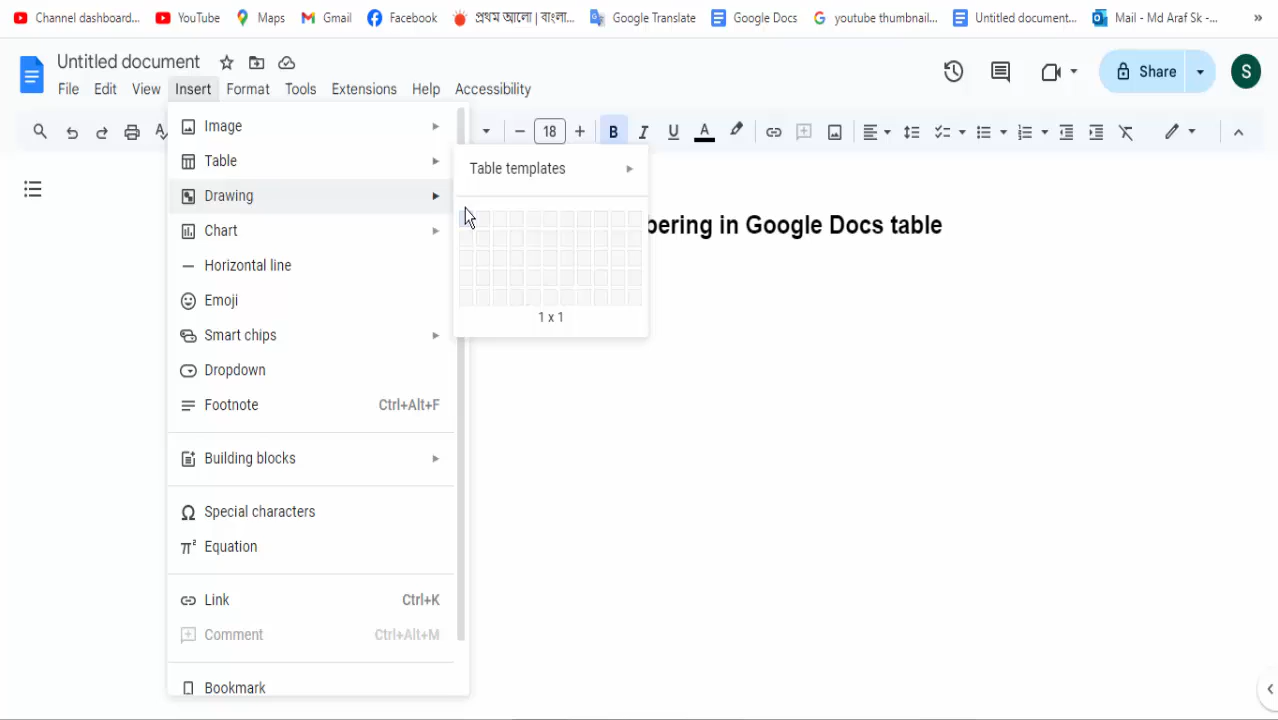 Channel dashboard... YouTube Maps Gmail Facebook প্রথম আলো | বাংলা... Google Translate Google Docs youtube thumbnail... Untitled document... Mail - Md Araf Sk -... »
Untitled document
File Edit View Insert Format Tools Extensions Help Accessibility
Share
S
18 B I U A
Image
Table
Drawing
Chart
Horizontal line
Emoji
Smart chips
Dropdown
Footnote Ctrl+Alt+F
Building blocks
Special characters
Equation
Link Ctrl+K
Comment Ctrl+Alt+M
Bookmark
Table templates
1 x 1
bering in Google Docs table